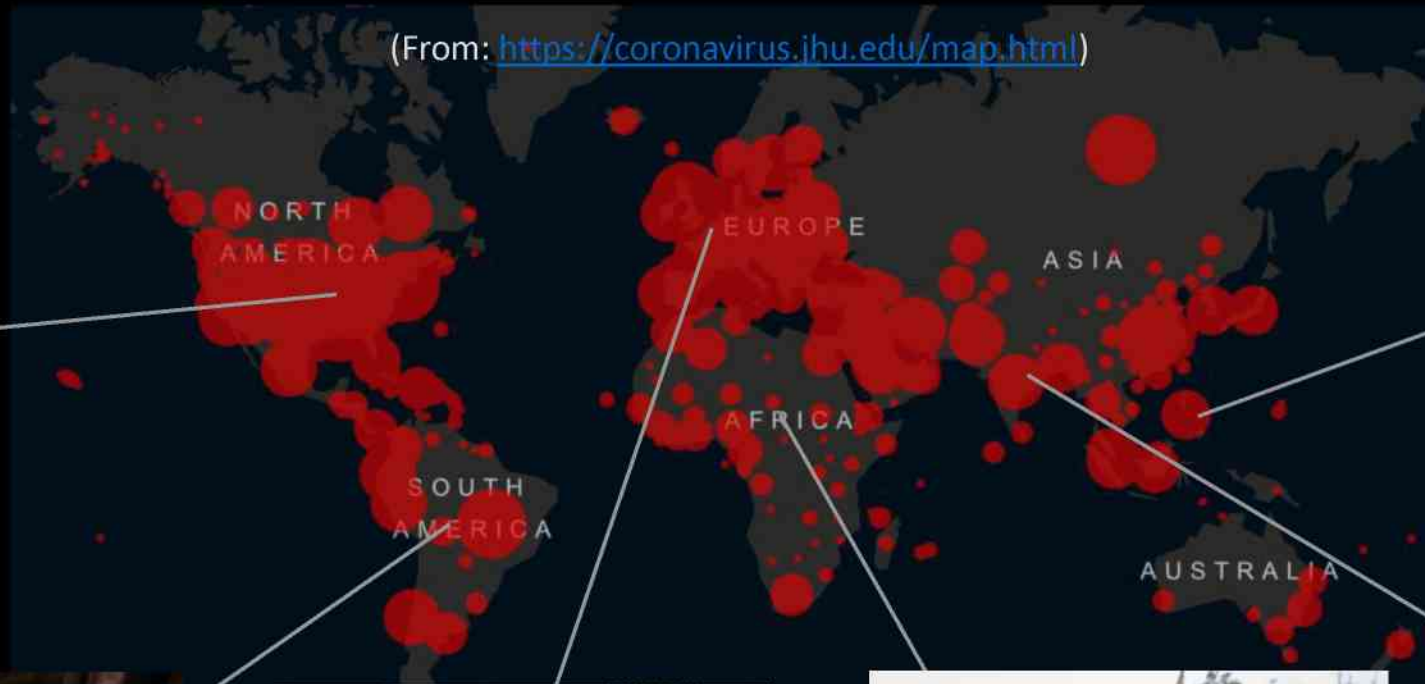 (From: https://coronavirus.jhu.edu/map.html)
NORTH
AMERICA
EUROPE
ASIA
AFRICA
SOUTH
AMERICA
AUSTRALIA